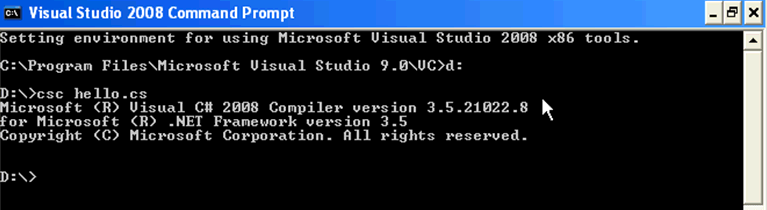 Visual Studio 2008 Command Prompt
Setting environment for using Microsoft Visual Studio 2008 x86 tools.
C:\Program Files\Microsoft Visual Studio 9.0\VC>d:
D:\>csc hello.cs
Microsoft (R) Visual C# 2008 Compiler version 3.5.21022.8
for Microsoft (R) .NET Framework version 3.5
Copyright (C) Microsoft Corporation. All rights reserved.
D:\>